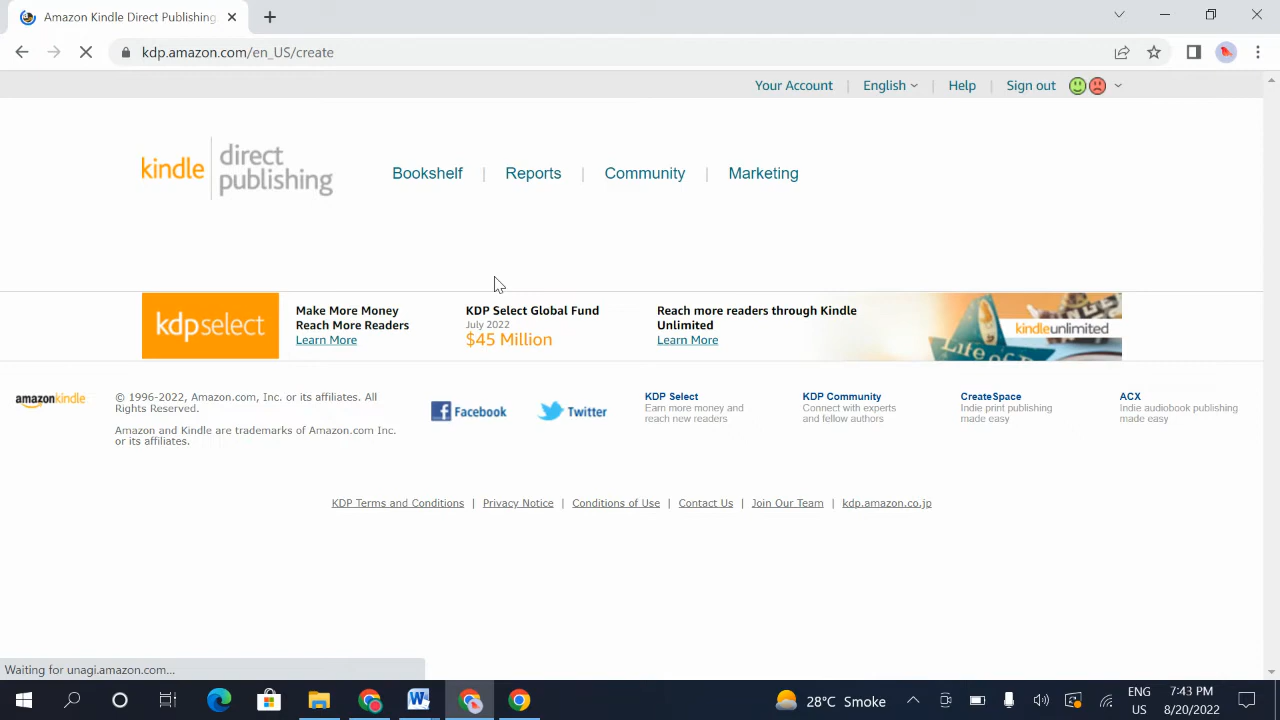 Amazon Kindle Direct Publishing
kdp.amazon.com/en_US/create
Your Account | English | Help | Sign out
kindle direct publishing
Bookshelf | Reports | Community | Marketing
kdpselect
Make More Money
Reach More Readers
Learn More
KDP Select Global Fund
July 2022
$45 Million
Reach more readers through Kindle
Unlimited
Learn More
kindleunlimited
amazonkindle
© 1996-2022, Amazon.com, Inc. or its affiliates. All
Rights Reserved.
Amazon and Kindle are trademarks of Amazon.com Inc.
or its affiliates.
Facebook
Twitter
KDP Select
Earn more money and
reach new readers
KDP Community
Connect with experts
and fellow authors
CreateSpace
Indie print publishing
made easy
ACX
Indie audiobook publishing
made easy
KDP Terms and Conditions | Privacy Notice | Conditions of Use | Contact Us | Join Our Team | kdp.amazon.co.jp
Waiting for unagi.amazon.com...
28°C Smoke
ENG
US
7:43 PM
8/20/2022